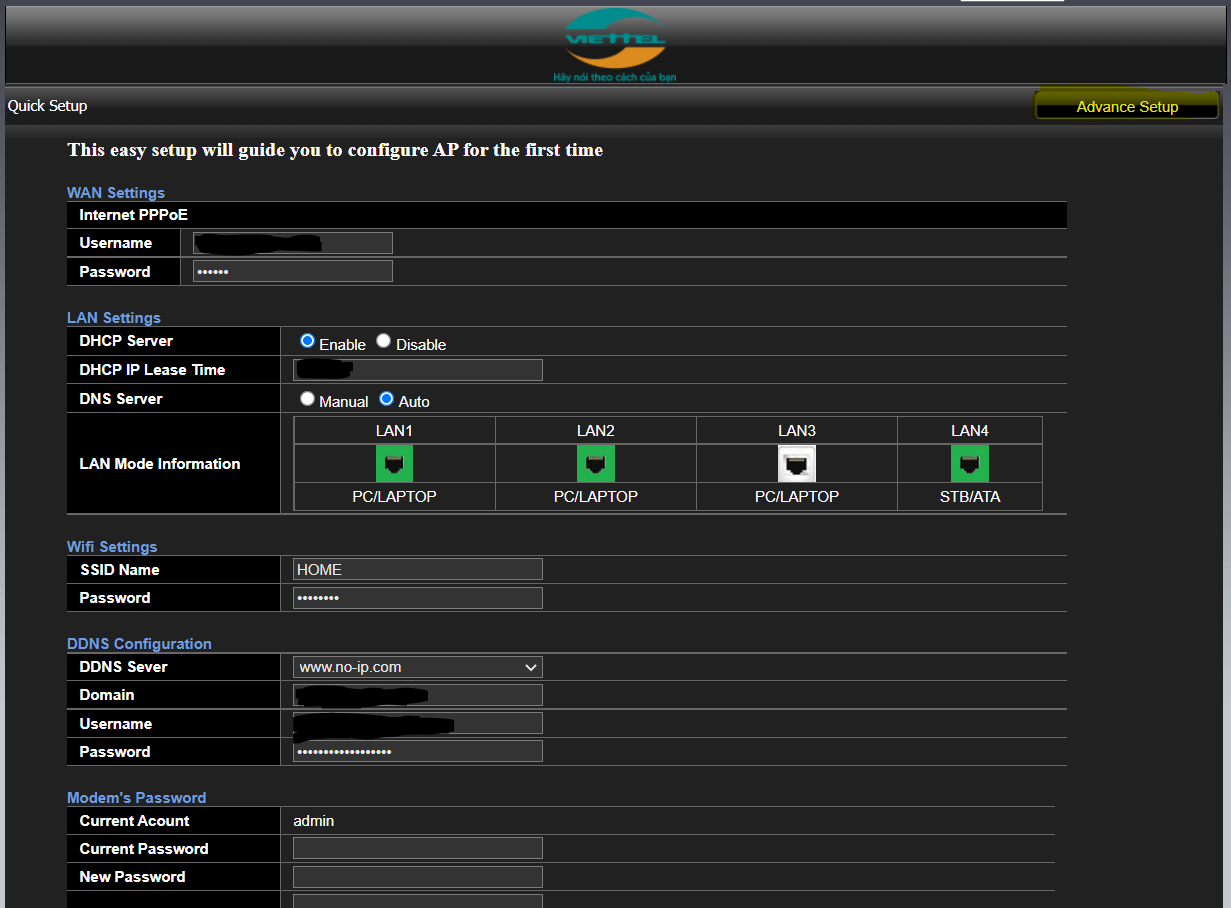 VIETTEL
Hãy nói theo cách của bạn
Quick Setup
Advance Setup
This easy setup will guide you to configure AP for the first time
WAN Settings
Internet PPPoE
Username
Password ••••••
LAN Settings
DHCP Server Enable Disable
DHCP IP Lease Time
DNS Server Manual Auto
LAN1 LAN2 LAN3 LAN4
LAN Mode Information
PC/LAPTOP PC/LAPTOP PC/LAPTOP STB/ATA
Wifi Settings
SSID Name HOME
Password ••••••••
DDNS Configuration
DDNS Sever www.no-ip.com
Domain
Username
Password ••••••••••••••••••
Modem's Password
Current Acount admin
Current Password
New Password